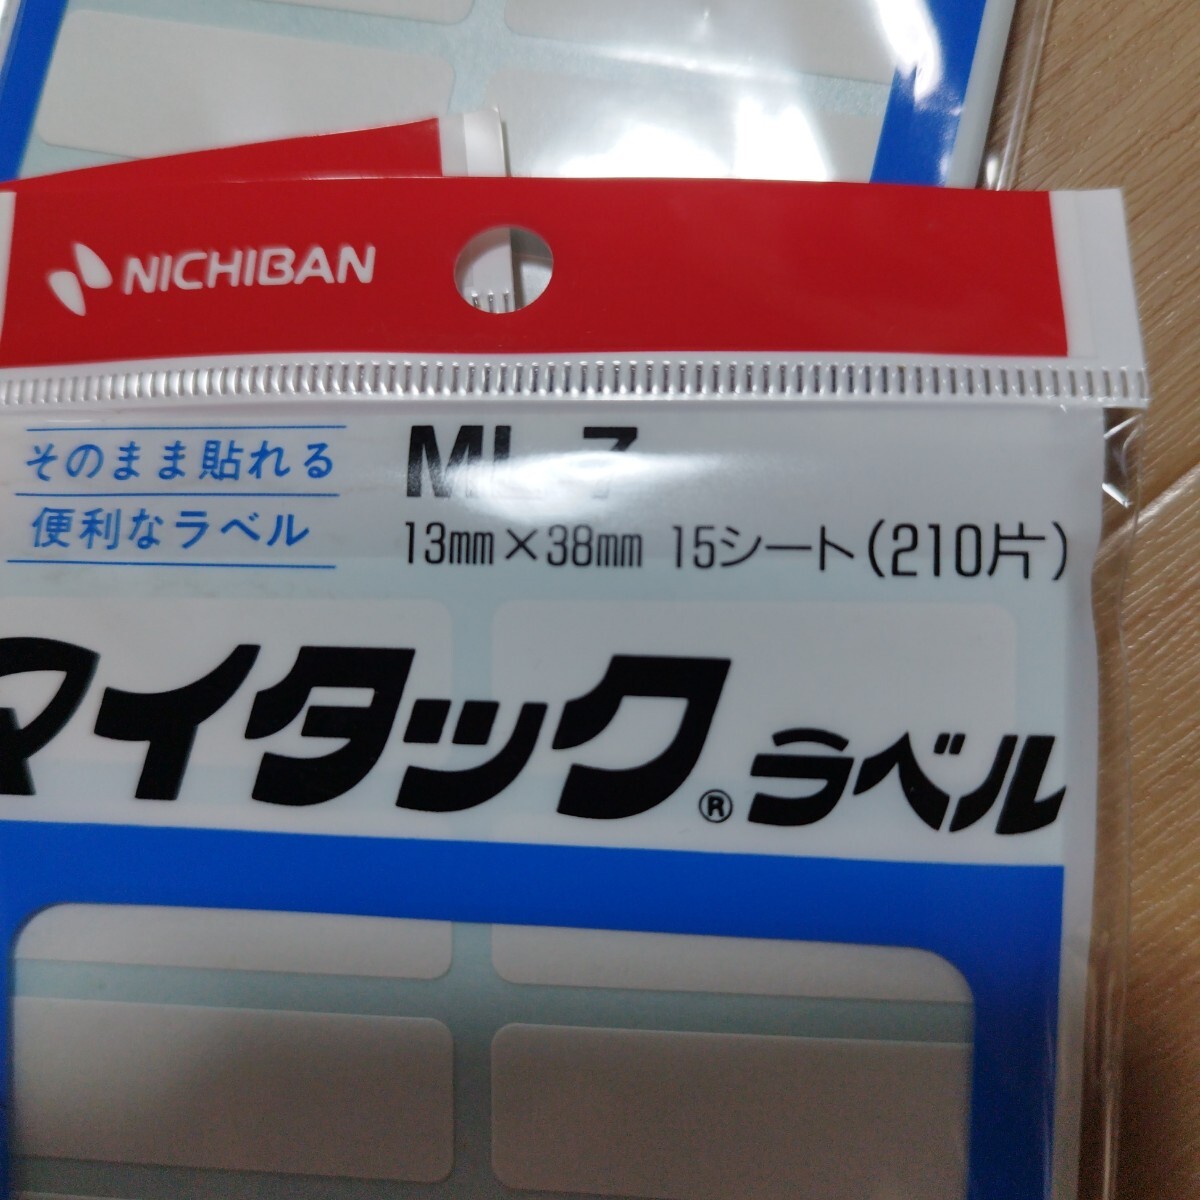 NICHIBAN
そのまま貼れる
便利なラベル
ML-7
13mm×38mm 15シート(210片)
マイタック®ラベル